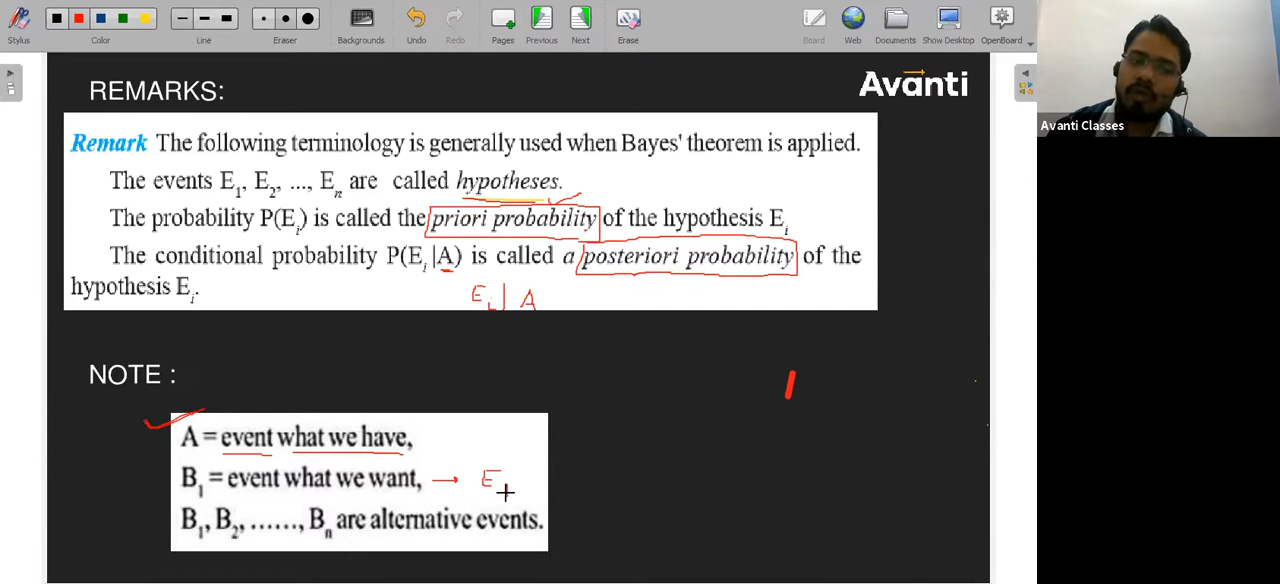 Stylus Color Line Eraser Backgrounds Undo Redo Pages Previous Next Erase Board Web Documents Show Desktop OpenBoard
REMARKS:
Avanti
Avanti Classes
Remark The following terminology is generally used when Bayes' theorem is applied.
The events E1, E2, ..., En are called hypotheses.
The probability P(Ei) is called the priori probability of the hypothesis Ei
The conditional probability P(Ei |A) is called a posteriori probability of the
hypothesis Ei.
Ei | A
NOTE :
A = event what we have,
B1 = event what we want, → E
B1, B2, ......, Bn are alternative events.